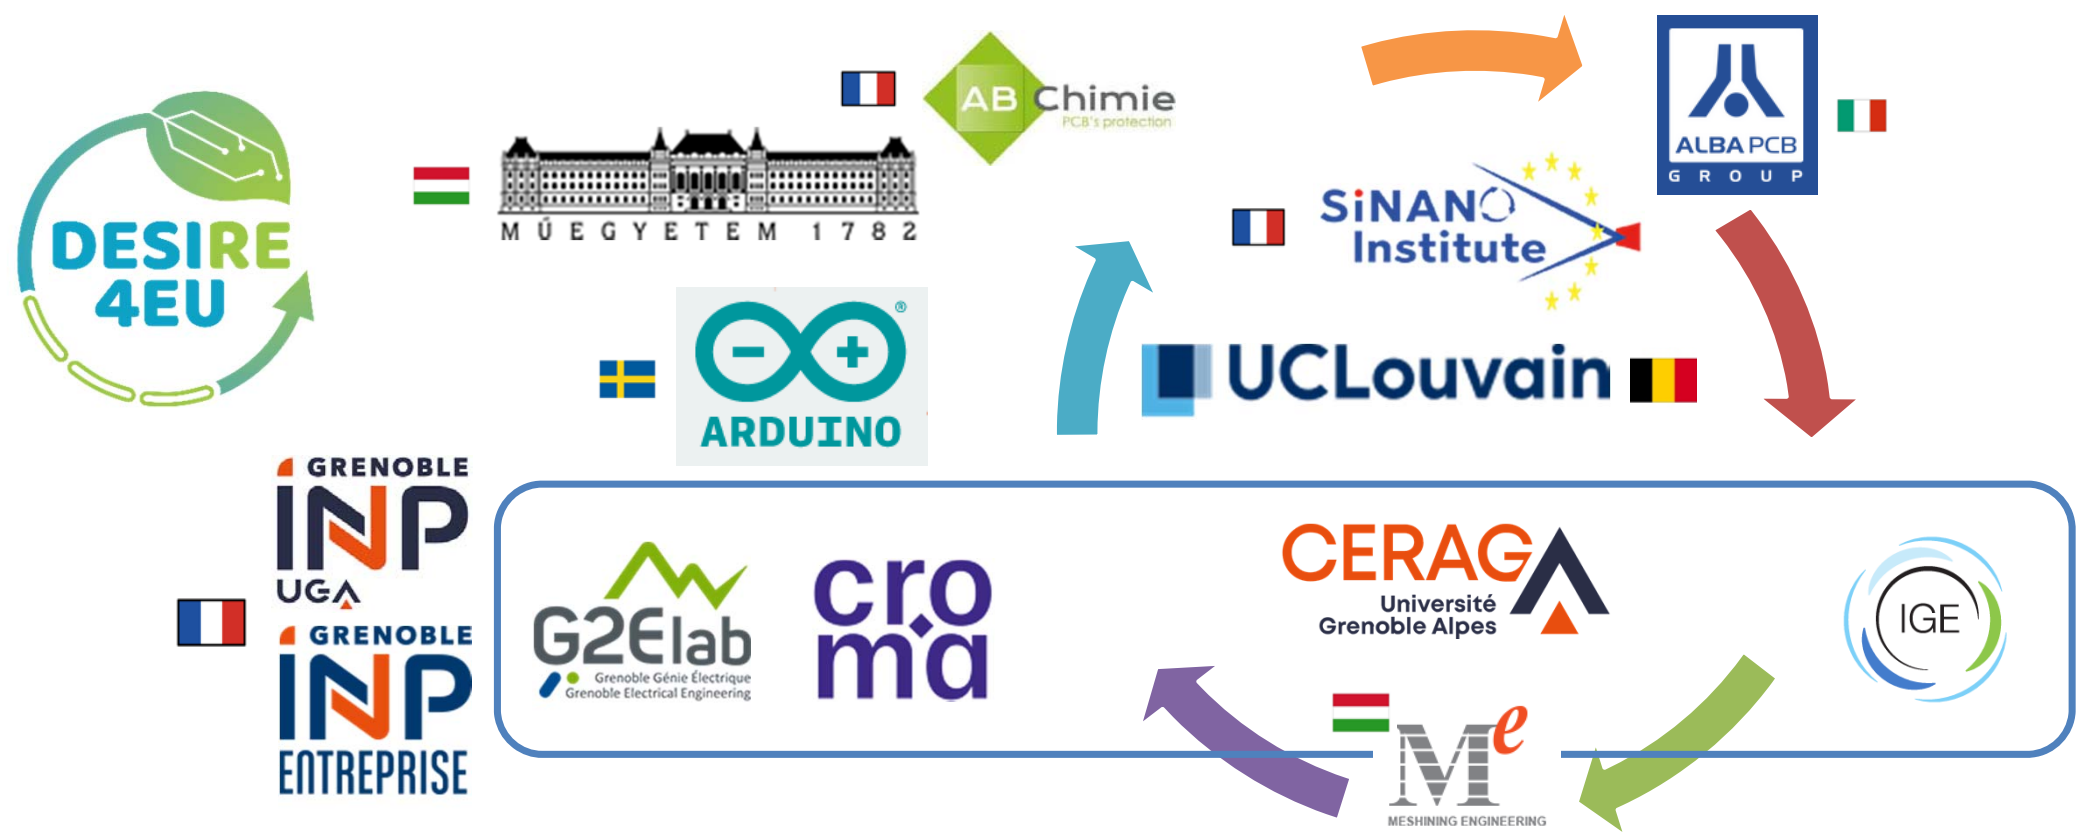 DESIRE
4EU
MŰEGYETEM 1782
AB Chimie
PCB's protection
ALBA PCB
GROUP
SiNANO
Institute
UCLouvain
®
ARDUINO
GRENOBLE
INP
UGA
GRENOBLE
INP
ENTREPRISE
G2Elab
Grenoble Génie Électrique
Grenoble Electrical Engineering
cro
ma
CERAG
Université
Grenoble Alpes
IGE
Me
MESHINING ENGINEERING